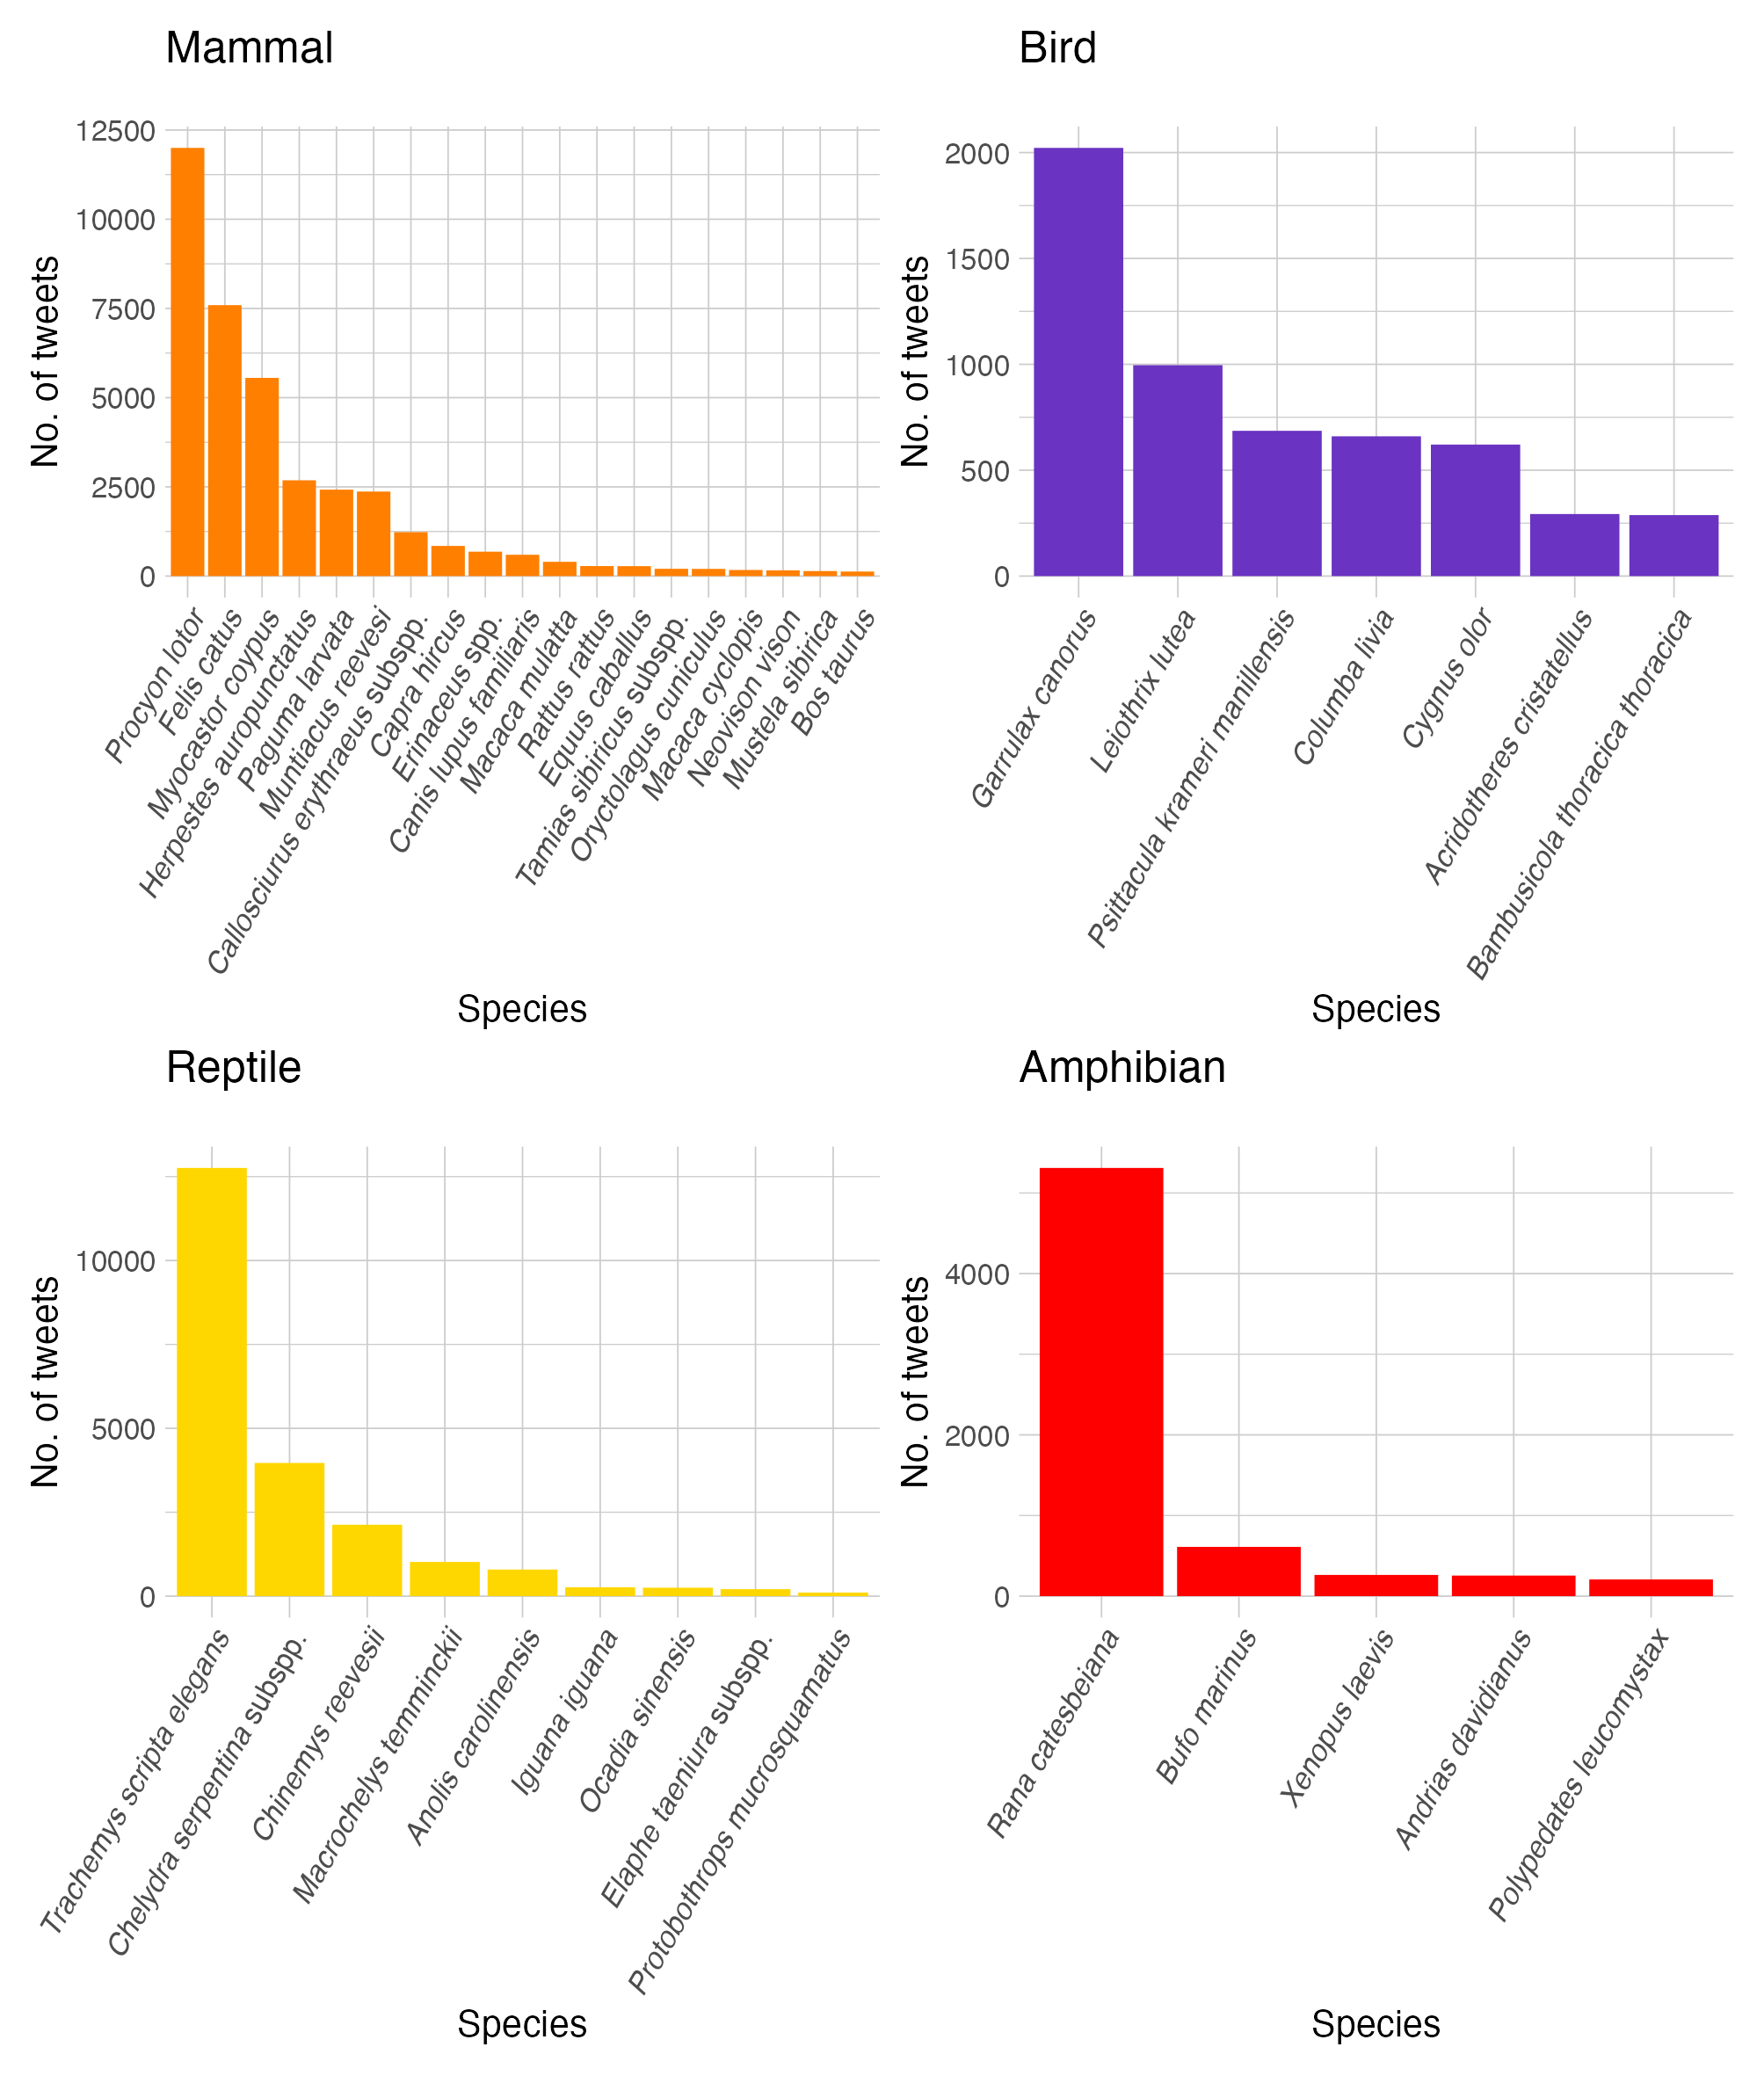 Mammal
No. of tweets
12500
10000
7500
5000
2500
0
Procyon lotor
Felis catus
Myocastor coypus
Herpestes auropunctatus
Paguma larvata
Muntiacus reevesi
Callosciurus erythraeus subspp.
Capra hircus
Erinaceus spp.
Canis lupus familiaris
Macaca mulatta
Rattus rattus
Equus caballus
Tamias sibiricus subspp.
Oryctolagus cuniculus
Macaca cyclopis
Neovison vison
Mustela sibirica
Bos taurus
Species
Bird
No. of tweets
2000
1500
1000
500
0
Garrulax canorus
Leiothrix lutea
Psittacula krameri manillensis
Columba livia
Cygnus olor
Acridotheres cristatellus
Bambusicola thoracica thoracica
Species
Reptile
No. of tweets
10000
5000
0
Trachemys scripta elegans
Chelydra serpentina subspp.
Chinemys reevesii
Macrochelys temminckii
Anolis carolinensis
Iguana iguana
Ocadia sinensis
Elaphe taeniura subspp.
Protobothrops mucrosquamatus
Species
Amphibian
No. of tweets
4000
2000
0
Rana catesbeiana
Bufo marinus
Xenopus laevis
Andrias davidianus
Polypedates leucomystax
Species